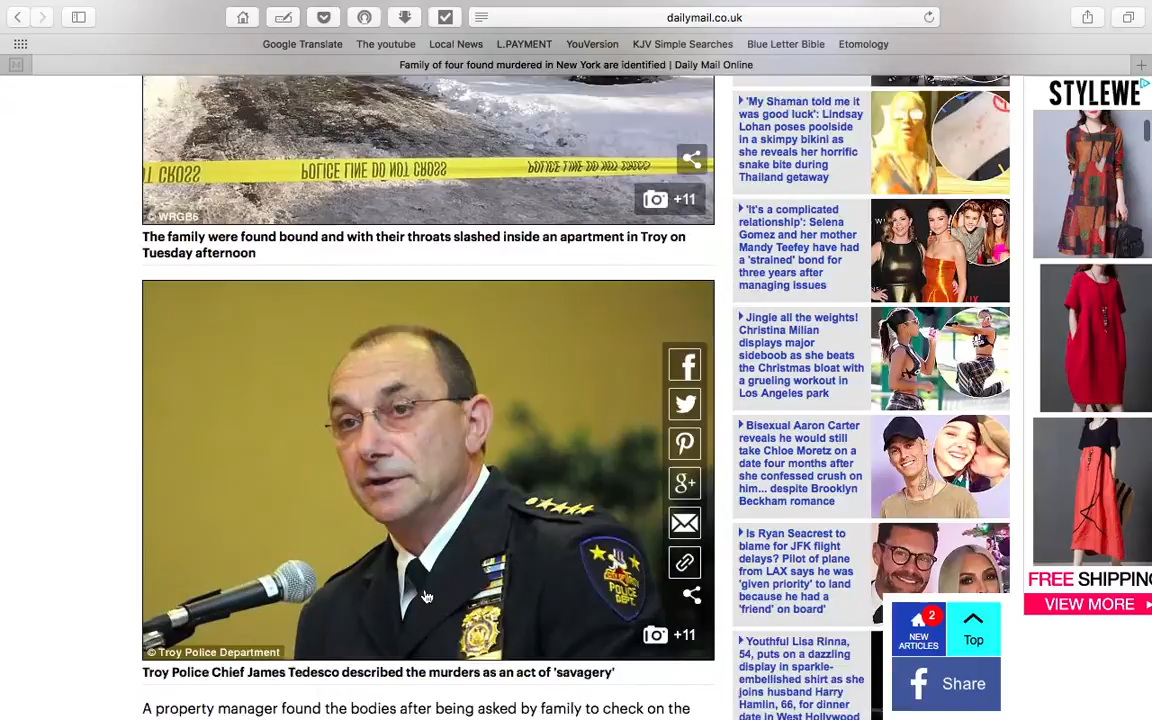 dailymail.co.uk
Google Translate The youtube Local News L.PAYMENT YouVersion KJV Simple Searches Blue Letter Bible Etomology
Family of four found murdered in New York are identified | Daily Mail Online
POLICE LINE DO NOT CROSS
+11
© WRGB6
The family were found bound and with their throats slashed inside an apartment in Troy on
Tuesday afternoon
POLICE
DEPT.
+11
© Troy Police Department
Troy Police Chief James Tedesco described the murders as an act of 'savagery'
A property manager found the bodies after being asked by family to check on the
'My Shaman told me it
was good luck': Lindsay
Lohan poses poolside
in a skimpy bikini as
she reveals her horrific
snake bite during
Thailand getaway
'It's a complicated
relationship': Selena
Gomez and her mother
Mandy Teefey have had
a 'strained' bond for
three years after
managing issues
Jingle all the weights!
Christina Milian
displays major
sideboob as she beats
the Christmas bloat with
a grueling workout in
Los Angeles park
Bisexual Aaron Carter
reveals he would still
take Chloe Moretz on a
date four months after
she confessed crush on
him... despite Brooklyn
Beckham romance
Is Ryan Seacrest to
blame for JFK flight
delays? Pilot of plane
from LAX says he was
'given priority' to land
because he had a
'friend' on board'
Youthful Lisa Rinna,
54, puts on a dazzling
display in sparkle-
embellished shirt as she
joins husband Harry
Hamlin, 66, for dinner
date in West Hollywood
2
NEW
ARTICLES
Top
Share
STYLEWE
FREE SHIPPING
VIEW MORE